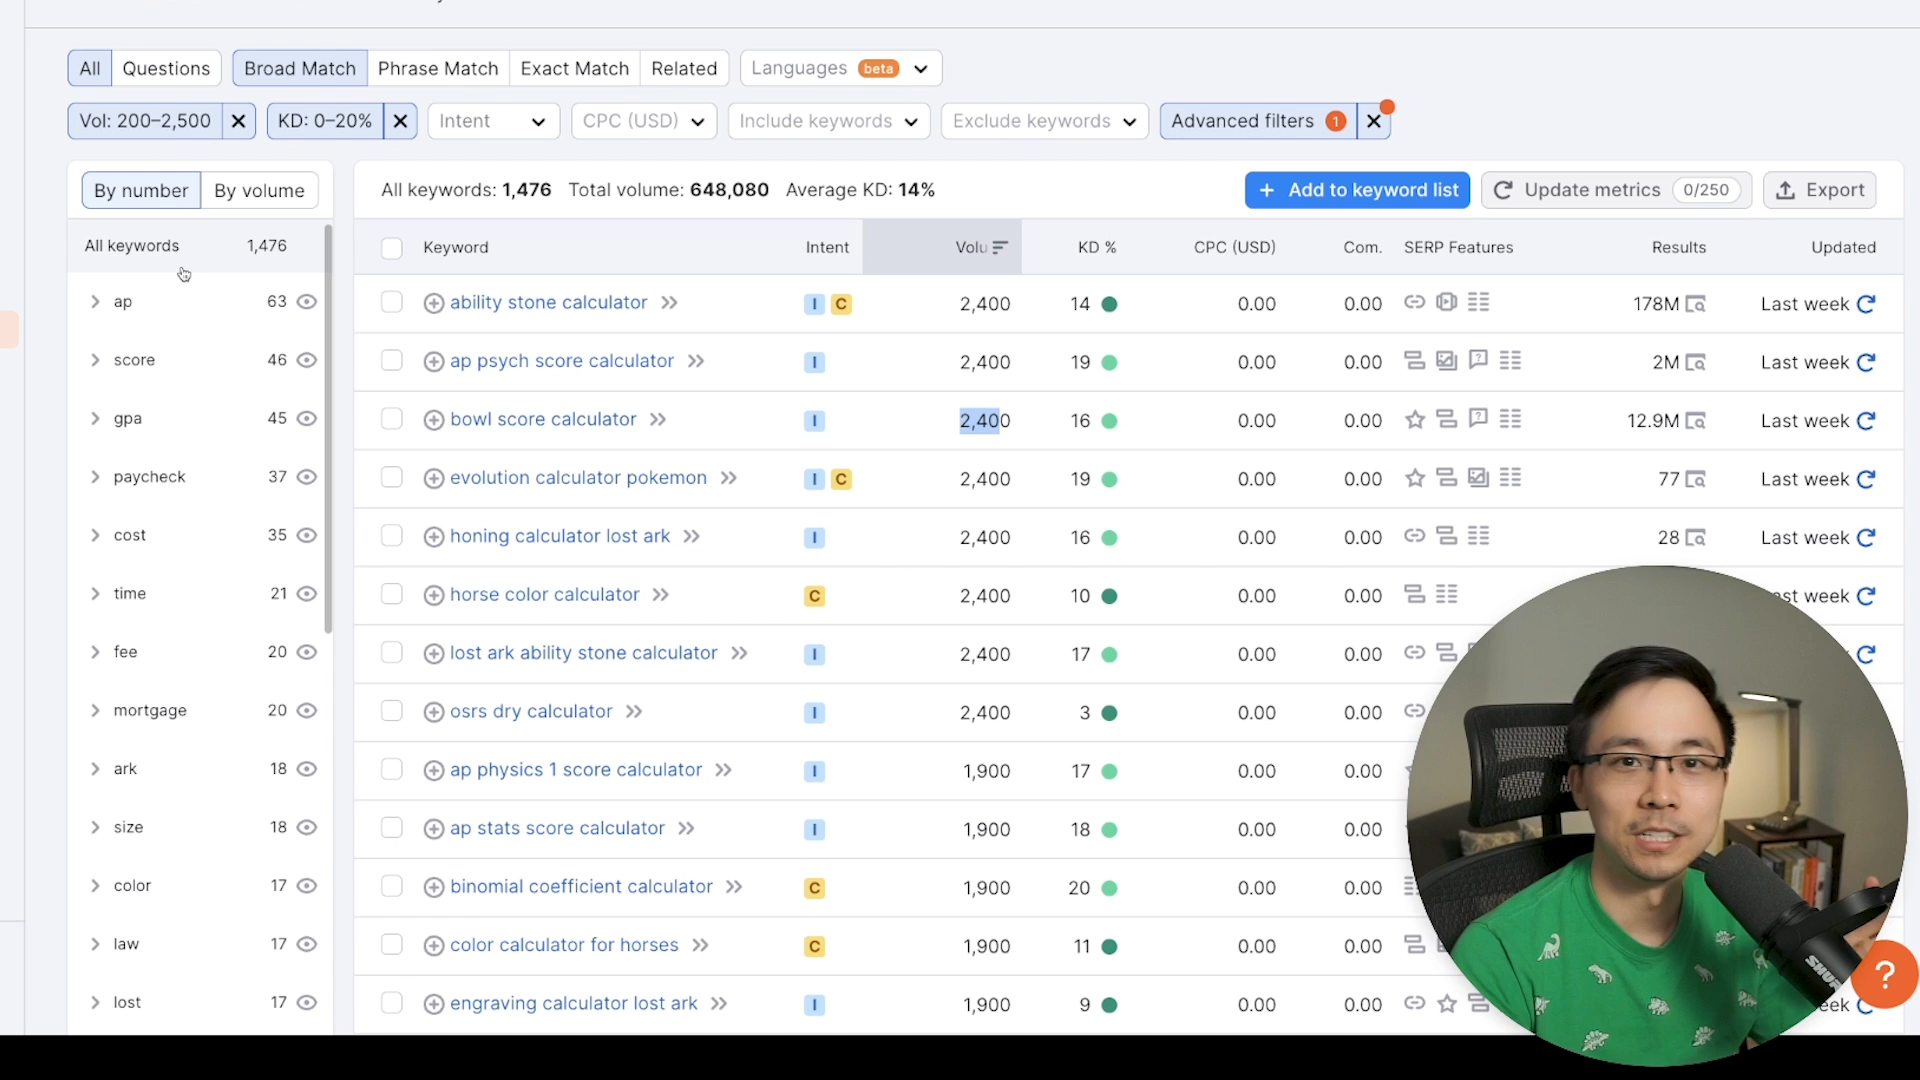 All Questions Broad Match Phrase Match Exact Match Related Languages beta
Vol: 200–2,500 KD: 0–20% Intent CPC (USD) Include keywords Exclude keywords Advanced filters 1
By number By volume
All keywords 1,476
ap 63
score 46
gpa 45
paycheck 37
cost 35
time 21
fee 20
mortgage 20
ark 18
size 18
color 17
law 17
lost 17
All keywords: 1,476 Total volume: 648,080 Average KD: 14% + Add to keyword list Update metrics 0/250 Export
Keyword Intent Volu KD % CPC (USD) Com. SERP Features Results Updated
ability stone calculator I C 2,400 14 0.00 0.00 178M Last week
ap psych score calculator I 2,400 19 0.00 0.00 2M Last week
bowl score calculator I 2,400 16 0.00 0.00 12.9M Last week
evolution calculator pokemon I C 2,400 19 0.00 0.00 77 Last week
honing calculator lost ark I 2,400 16 0.00 0.00 28 Last week
horse color calculator C 2,400 10 0.00 0.00 week
lost ark ability stone calculator I 2,400 17 0.00 0.00
osrs dry calculator I 2,400 3 0.00 0.00
ap physics 1 score calculator I 1,900 17 0.00 0.00
ap stats score calculator I 1,900 18 0.00 0.00
binomial coefficient calculator C 1,900 20 0.00 0.00
color calculator for horses C 1,900 11 0.00 0.00
engraving calculator lost ark I 1,900 9 0.00 0.00
SHURE
?